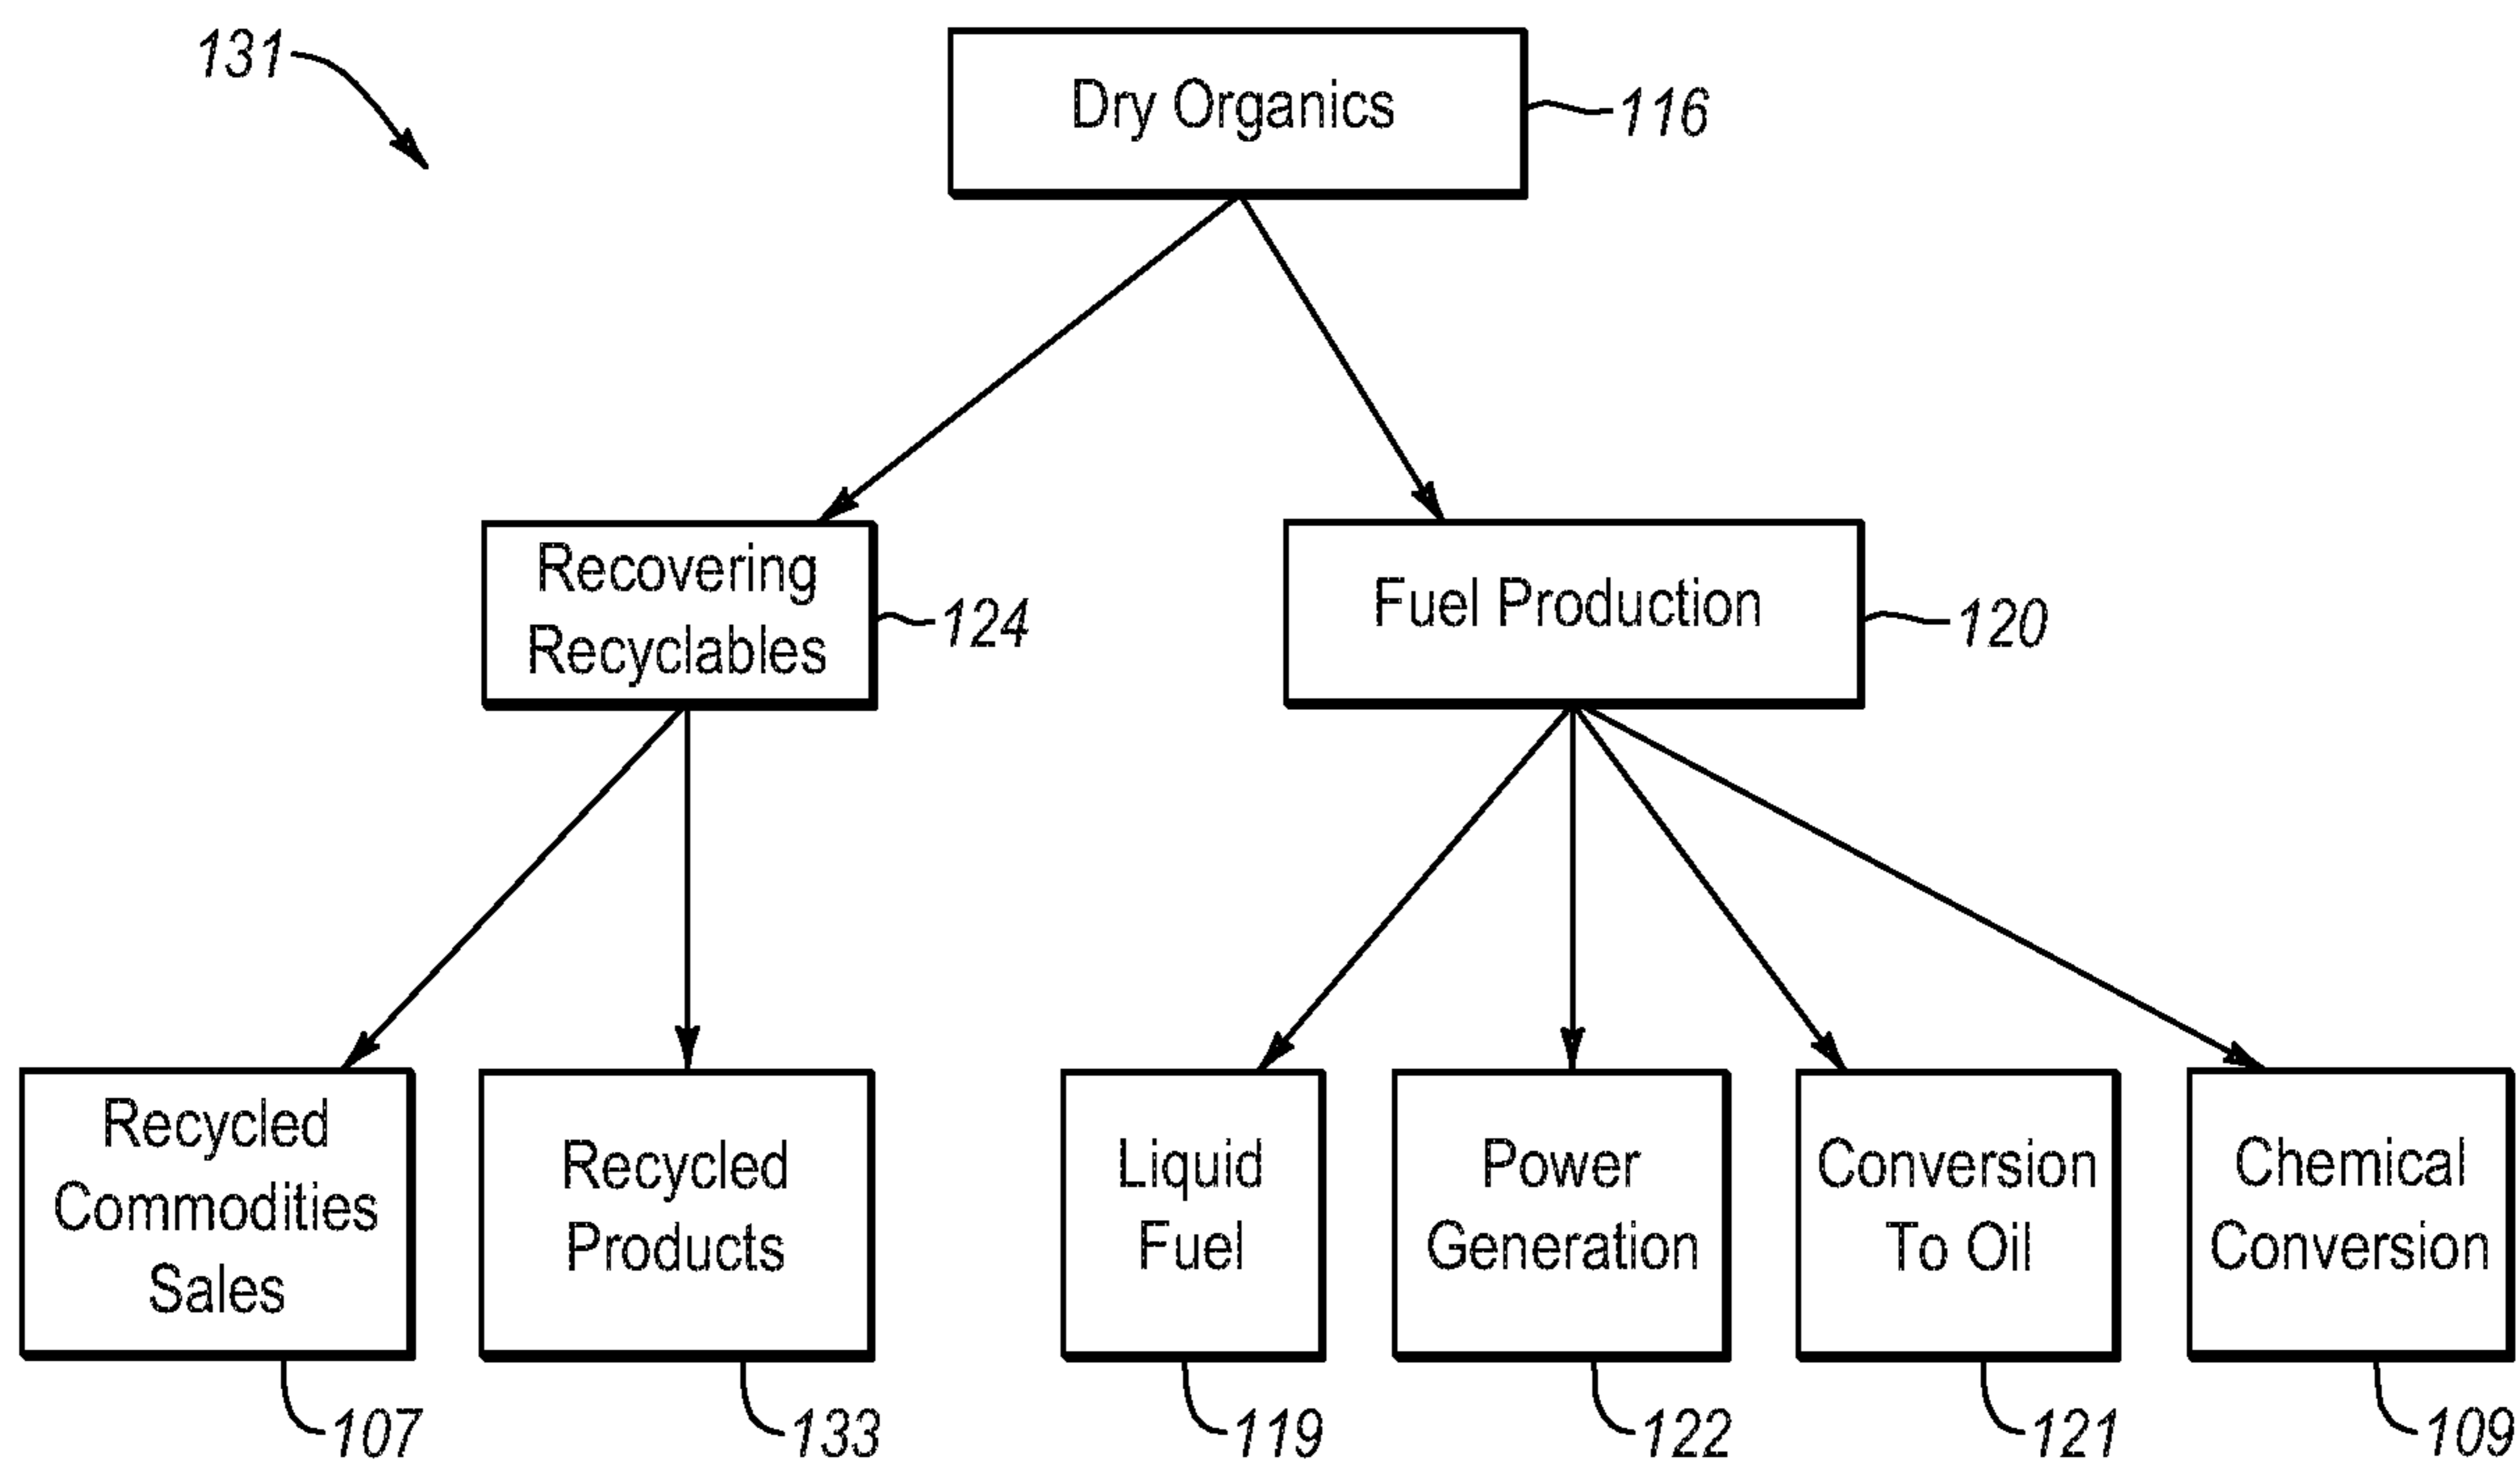 131
Dry Organics
116
Recovering
Recyclables
124
Fuel Production
120
Recycled
Commodities
Sales
107
Recycled
Products
133
Liquid
Fuel
119
Power
Generation
122
Conversion
To Oil
121
Chemical
Conversion
109